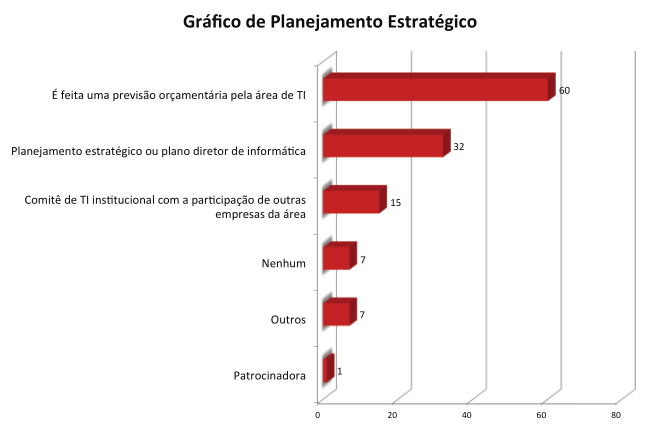 Gráfico de Planejamento Estratégico
É feita uma previsão orçamentária pela área de TI
60
Planejamento estratégico ou plano diretor de informática
32
Comitê de TI institucional com a participação de outras
empresas da área
15
Nenhum
7
Outros
7
Patrocinadora
1
0 20 40 60 80